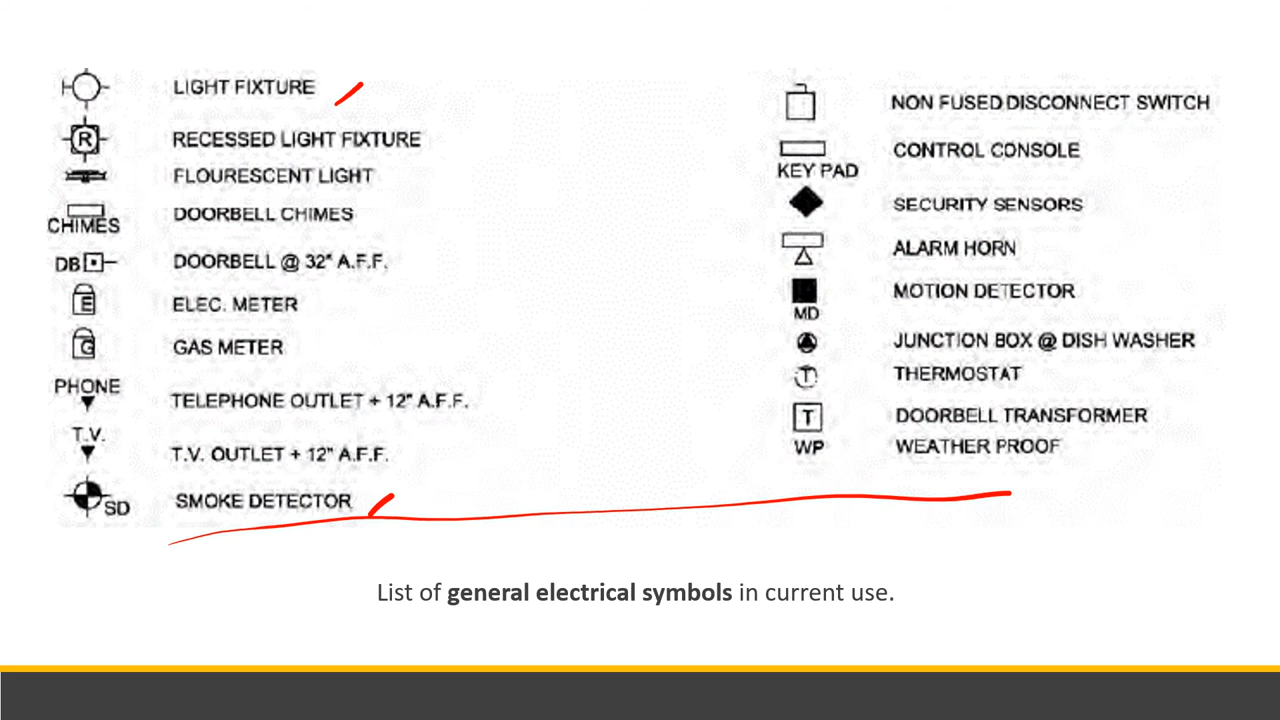 LIGHT FIXTURE
R RECESSED LIGHT FIXTURE
FLOURESCENT LIGHT
CHIMES DOORBELL CHIMES
DB DOORBELL @ 32" A.F.F.
E ELEC. METER
G GAS METER
PHONE TELEPHONE OUTLET + 12" A.F.F.
T.V. T.V. OUTLET + 12" A.F.F.
SD SMOKE DETECTOR
NON FUSED DISCONNECT SWITCH
CONTROL CONSOLE
KEY PAD
SECURITY SENSORS
ALARM HORN
MOTION DETECTOR
MD
JUNCTION BOX @ DISH WASHER
T THERMOSTAT
T DOORBELL TRANSFORMER
WP WEATHER PROOF
List of general electrical symbols in current use.